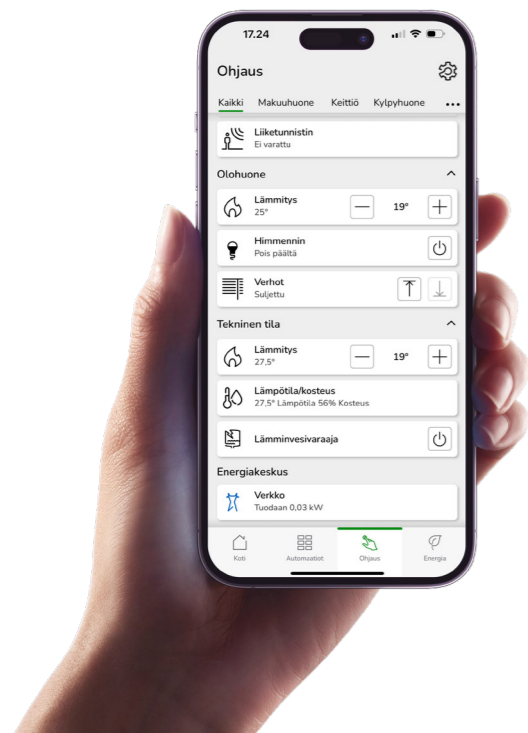 17.24
Ohjaus
Kaikki Makuuhuone Keittiö Kylpyhuone
Liiketunnistin
Ei varattu
Olohuone
Lämmitys
25°
19°
Himmennin
Pois päältä
Verhot
Suljettu
Tekninen tila
Lämmitys
27,5°
19°
Lämpötila/kosteus
27,5° Lämpötila 56% Kosteus
Lämminvesivaraaja
Energiakeskus
Verkko
Tuodaan 0,03 kW
Koti Automaatiot Ohjaus Energia